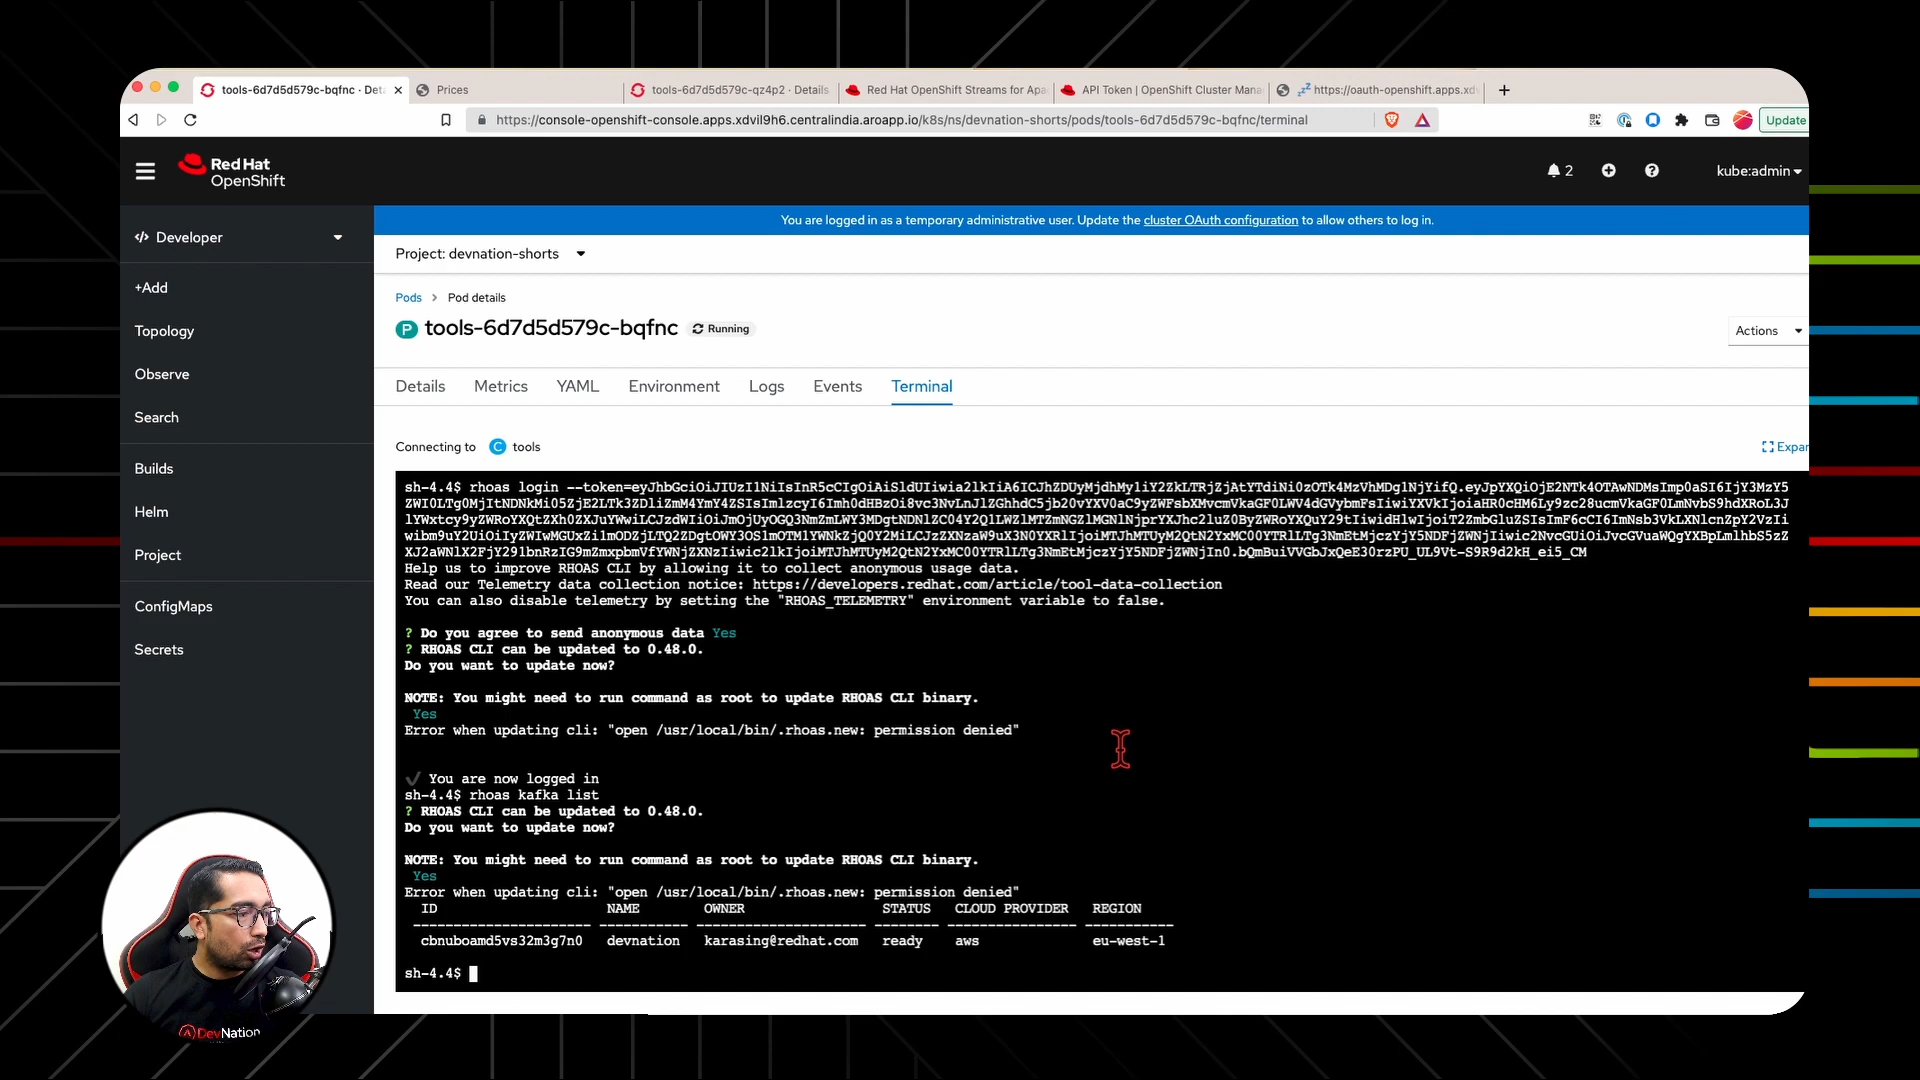 tools-6d7d5d579c-bqfnc · Deta
Prices
tools-6d7d5d579c-qz4p2 · Details
Red Hat OpenShift Streams for Apa
API Token | OpenShift Cluster Mana
https://oauth-openshift.apps.xdv
https://console-openshift-console.apps.xdvil9h6.centralindia.aroapp.io/k8s/ns/devnation-shorts/pods/tools-6d7d5d579c-bqfnc/terminal
Update
Red Hat
OpenShift
2
kube:admin
You are logged in as a temporary administrative user. Update the cluster OAuth configuration to allow others to log in.
Developer
+Add
Topology
Observe
Search
Builds
Helm
Project
ConfigMaps
Secrets
Project: devnation-shorts
Pods > Pod details
P tools-6d7d5d579c-bqfnc Running
Actions
Details Metrics YAML Environment Logs Events Terminal
Connecting to C tools
Expan
sh-4.4$ rhoas login
Help us to improve RHOAS CLI by allowing it to collect anonymous usage data.
Read our Telemetry data collection notice: https://developers.redhat.com/article/tool-data-collection
You can also disable telemetry by setting the "RHOAS_TELEMETRY" environment variable to false.
? Do you agree to send anonymous data Yes
? RHOAS CLI can be updated to 0.48.0.
Do you want to update now?
NOTE: You might need to run command as root to update RHOAS CLI binary.
Yes
Error when updating cli: "open /usr/local/bin/.rhoas.new: permission denied"
✓ You are now logged in
sh-4.4$ rhoas kafka list
? RHOAS CLI can be updated to 0.48.0.
Do you want to update now?
NOTE: You might need to run command as root to update RHOAS CLI binary.
Yes
Error when updating cli: "open /usr/local/bin/.rhoas.new: permission denied"
ID NAME OWNER STATUS CLOUD PROVIDER REGION
cbnuboamd5vs32m3g7n0 devnation karasing@redhat.com ready aws eu-west-1
sh-4.4$
DevNation